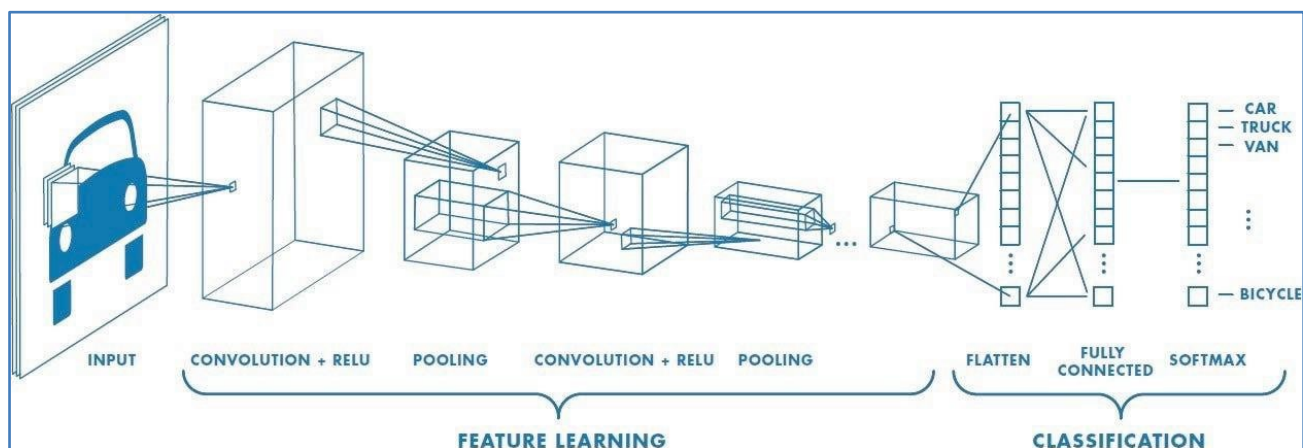 CAR
TRUCK
VAN
BICYCLE
INPUT
CONVOLUTION + RELU
POOLING
CONVOLUTION + RELU
POOLING
FLATTEN
FULLY
CONNECTED
SOFTMAX
FEATURE LEARNING
CLASSIFICATION